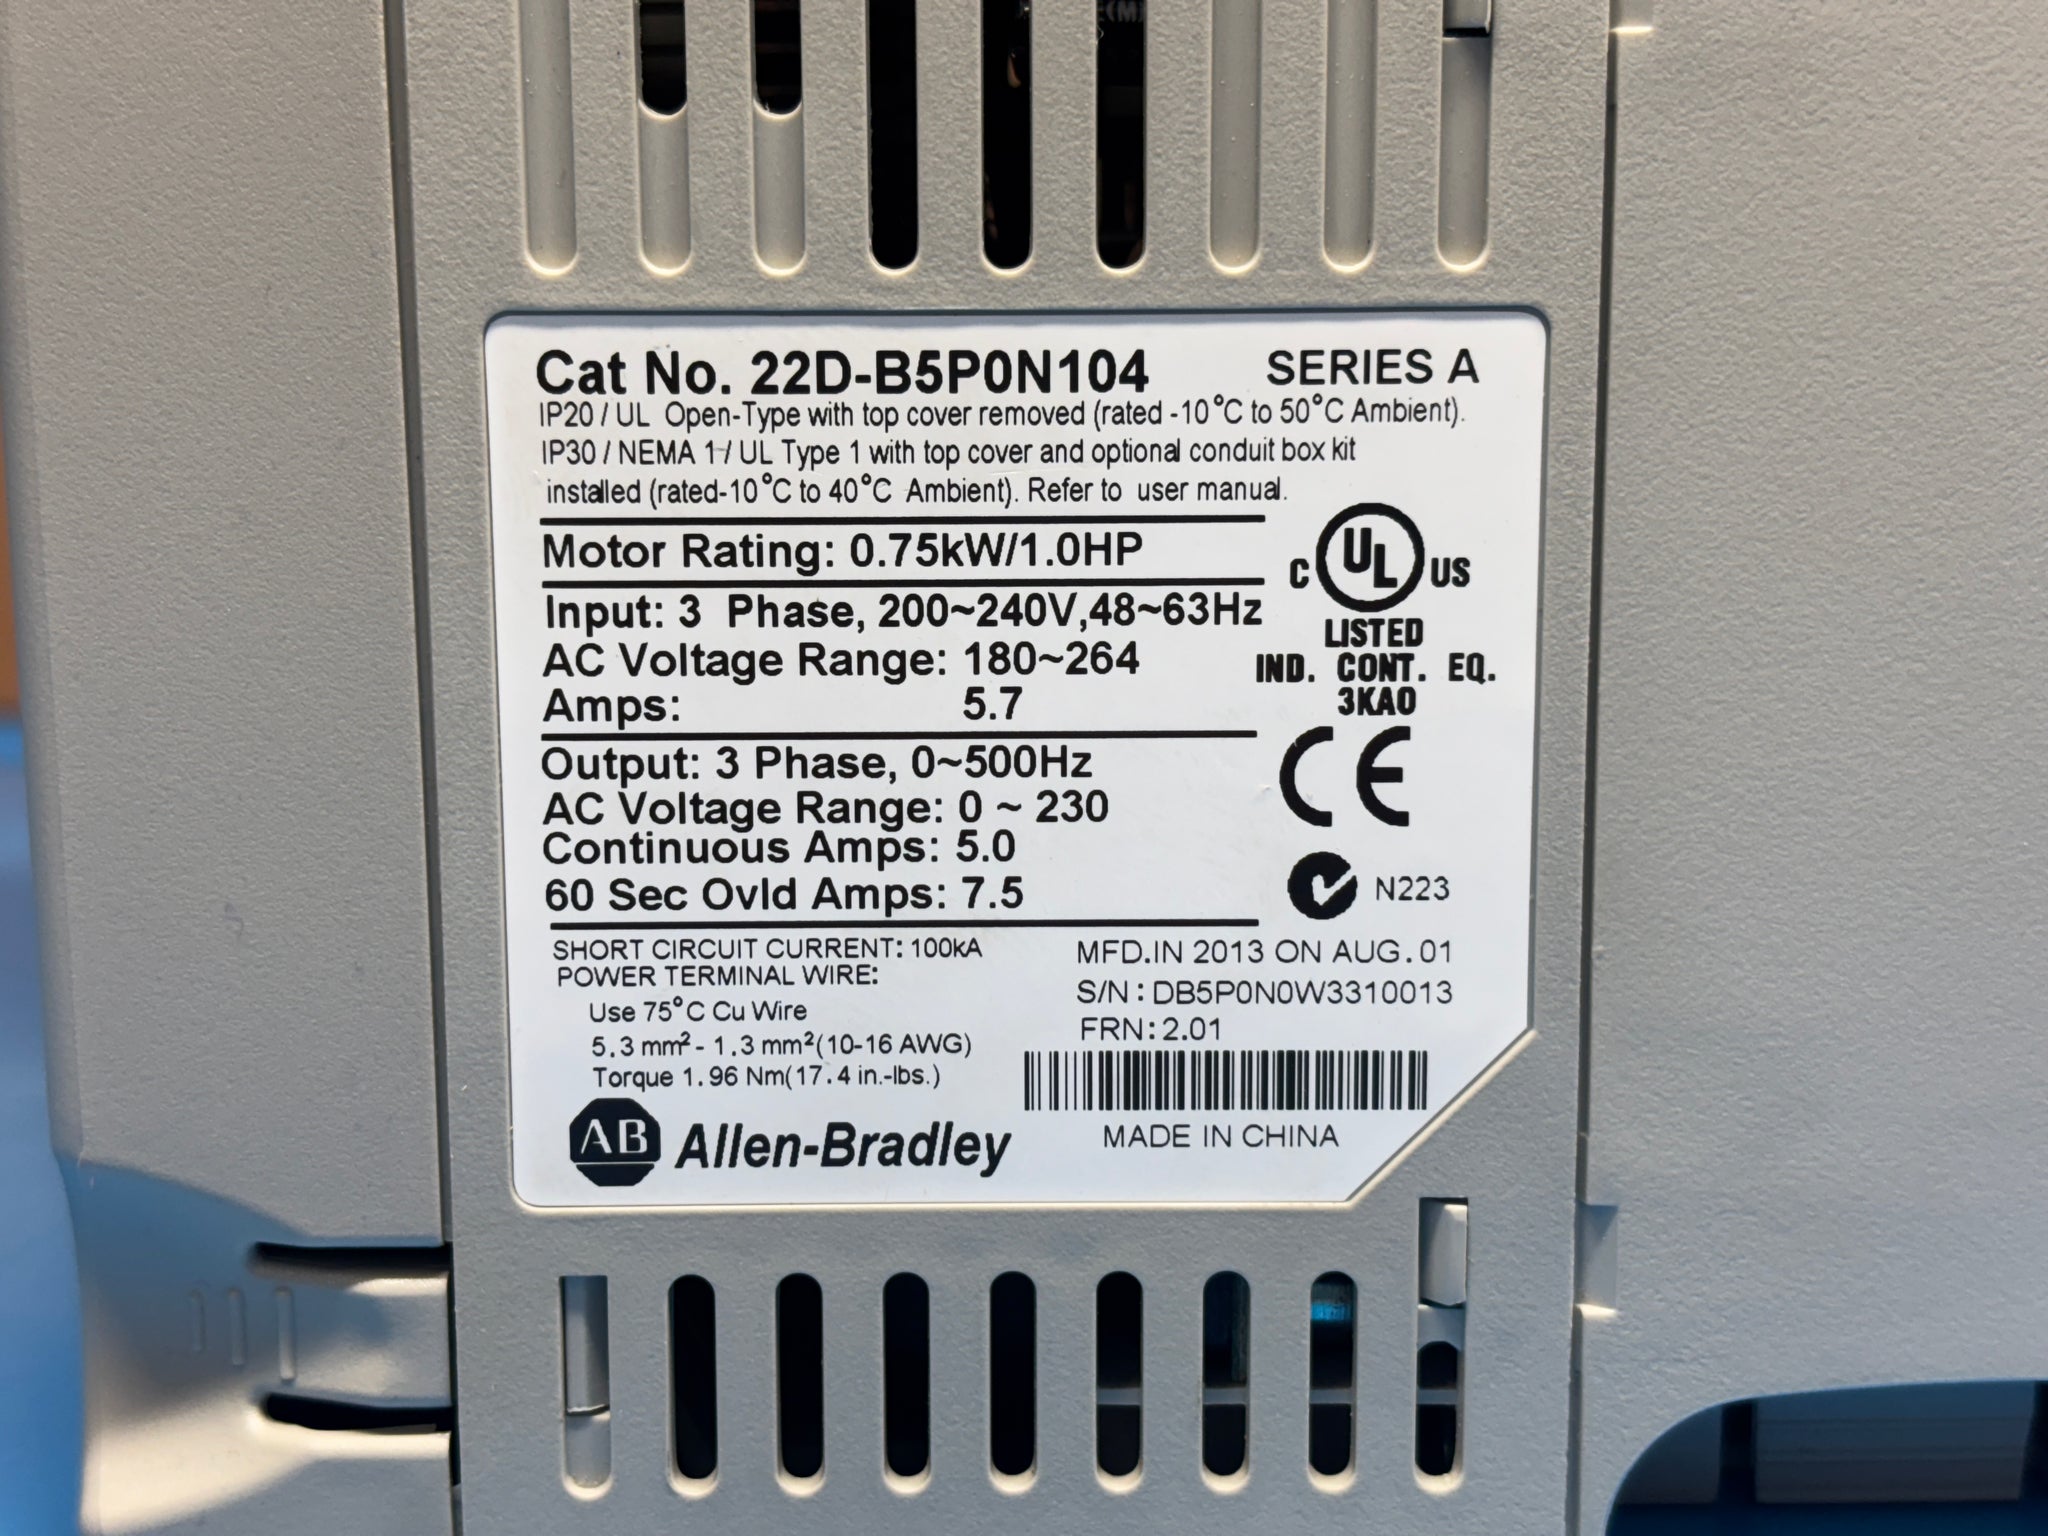 Cat No. 22D-B5P0N104 SERIES A
IP20 / UL Open-Type with top cover removed (rated -10°C to 50°C Ambient).
IP30 / NEMA 1 / UL Type 1 with top cover and optional conduit box kit
installed (rated-10°C to 40°C Ambient). Refer to user manual.
Motor Rating: 0.75kW/1.0HP
Input: 3 Phase, 200~240V,48~63Hz
AC Voltage Range: 180~264
Amps: 5.7
C UL US
LISTED
IND. CONT. EQ.
3KA0
Output: 3 Phase, 0~500Hz
AC Voltage Range: 0 ~ 230
Continuous Amps: 5.0
60 Sec Ovld Amps: 7.5
CE
N223
SHORT CIRCUIT CURRENT: 100kA
POWER TERMINAL WIRE:
Use 75°C Cu Wire
5.3 mm² - 1.3 mm²(10-16 AWG)
Torque 1.96 Nm(17.4 in.-lbs.)
MFD.IN 2013 ON AUG.01
S/N: DB5P0N0W3310013
FRN: 2.01
MADE IN CHINA
AB Allen-Bradley